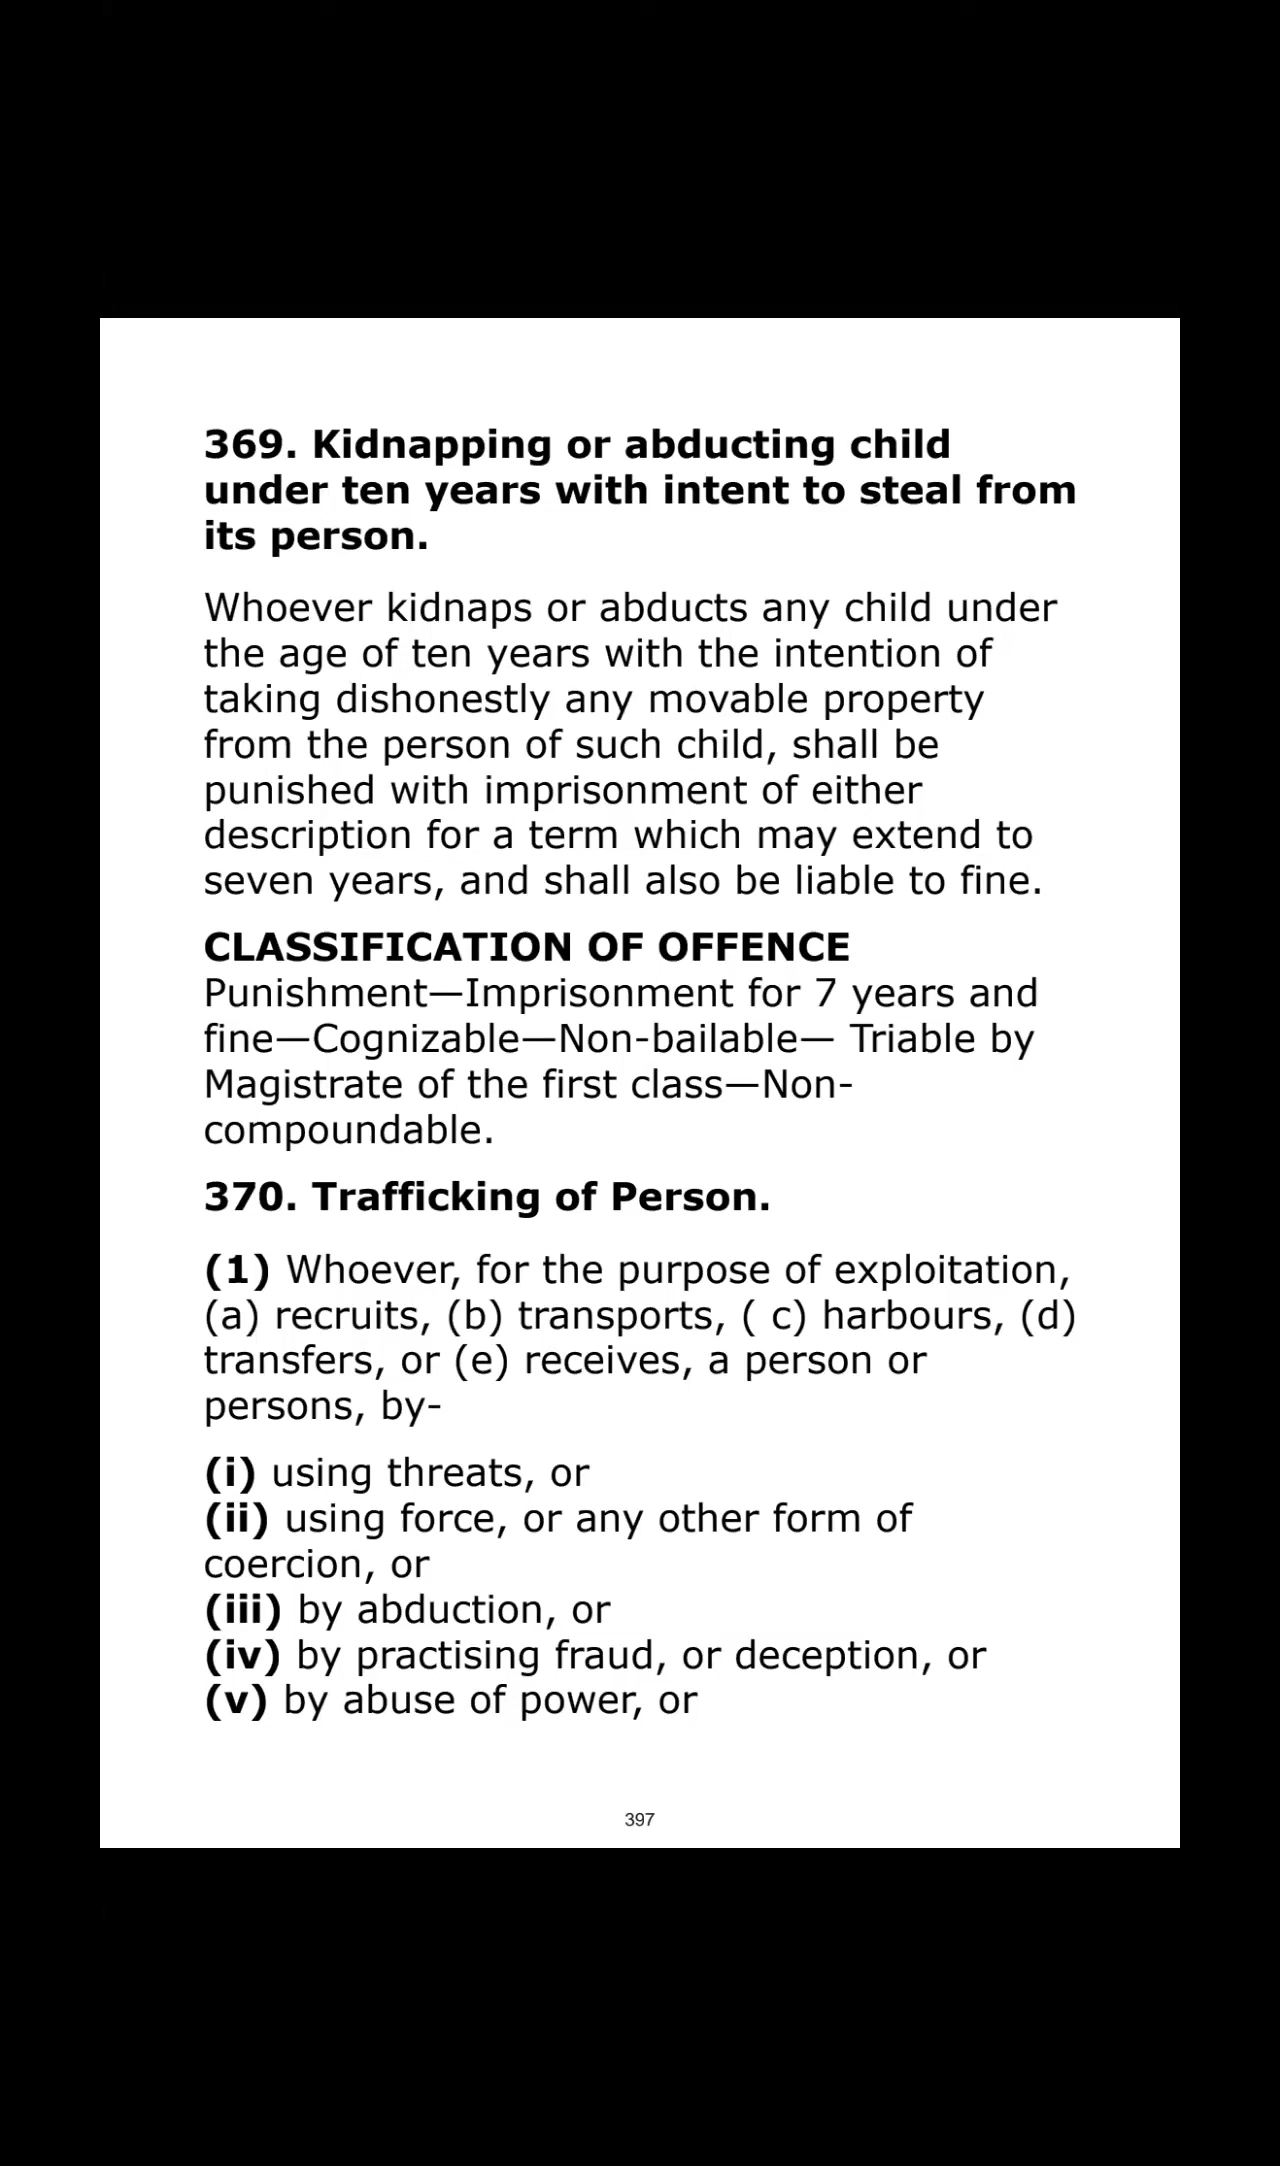 369. Kidnapping or abducting child
under ten years with intent to steal from
its person.
Whoever kidnaps or abducts any child under
the age of ten years with the intention of
taking dishonestly any movable property
from the person of such child, shall be
punished with imprisonment of either
description for a term which may extend to
seven years, and shall also be liable to fine.
CLASSIFICATION OF OFFENCE
Punishment—Imprisonment for 7 years and
fine—Cognizable—Non-bailable— Triable by
Magistrate of the first class—Non-
compoundable.
370. Trafficking of Person.
(1) Whoever, for the purpose of exploitation,
(a) recruits, (b) transports, ( c) harbours, (d)
transfers, or (e) receives, a person or
persons, by-
(i) using threats, or
(ii) using force, or any other form of
coercion, or
(iii) by abduction, or
(iv) by practising fraud, or deception, or
(v) by abuse of power, or
397